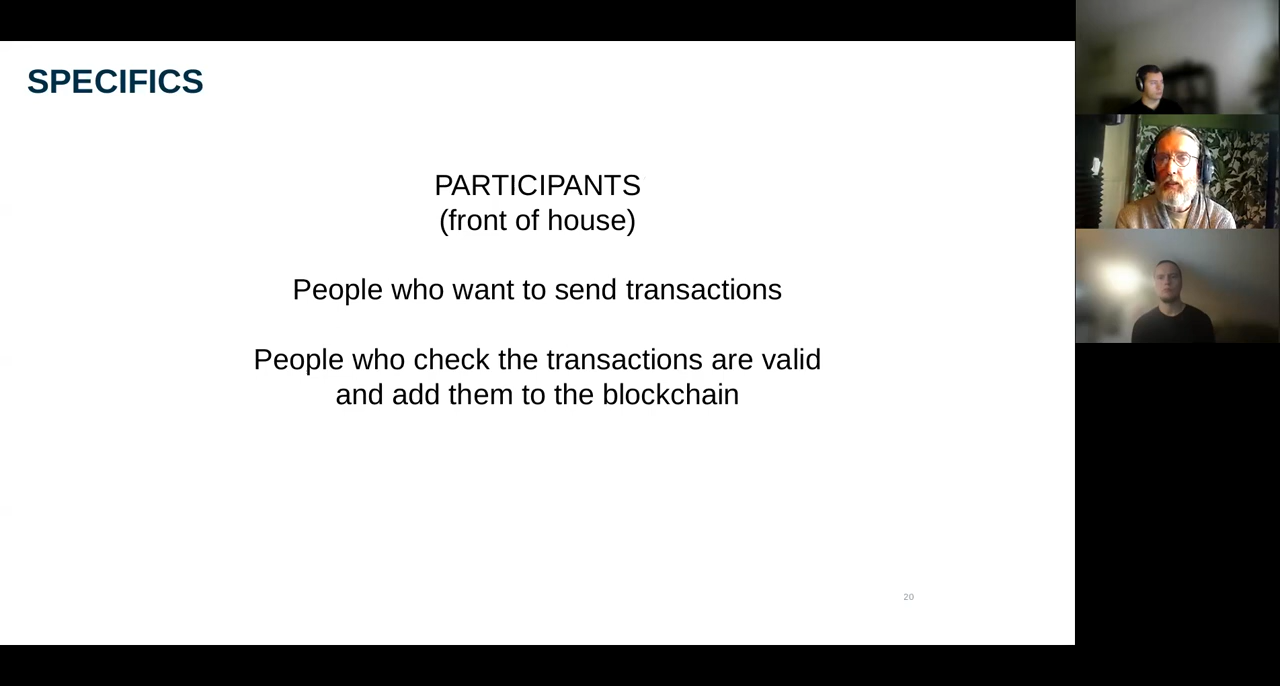 SPECIFICS
PARTICIPANTS
(front of house)
People who want to send transactions
People who check the transactions are valid
and add them to the blockchain
20